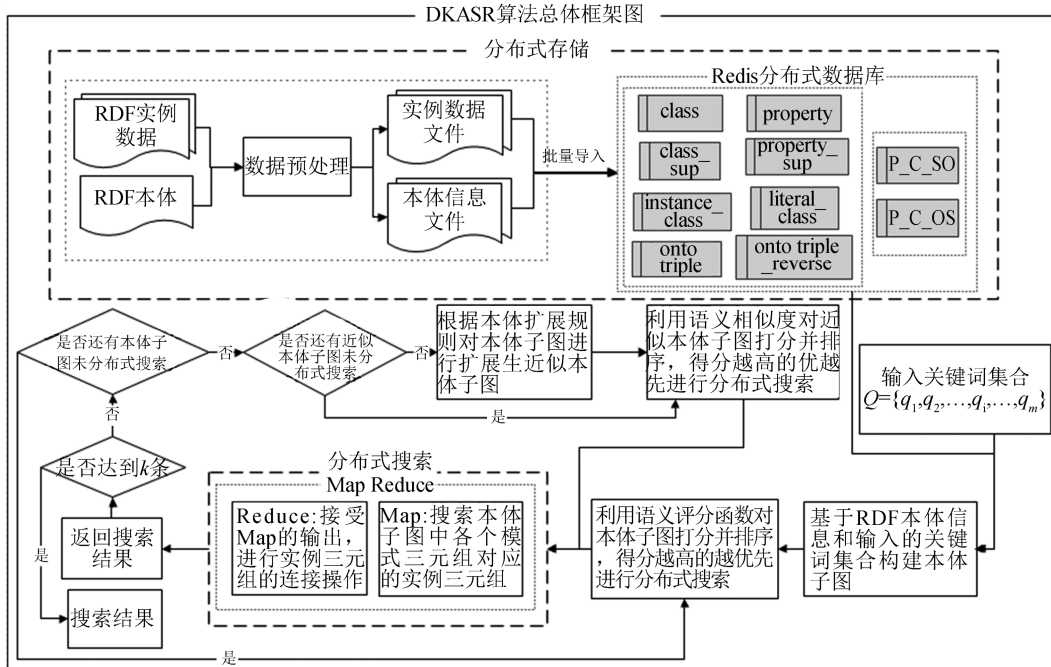 DKASR算法总体框架图
分布式存储
RDF实例
数据
RDF本体
数据预处理
实例数据
文件
本体信息
文件
批量导入
Redis分布式数据库
class
property
class_
sup
property_
sup
instance_
class
literal_
class
onto
triple
onto triple
_reverse
P_C_SO
P_C_OS
是否还有本体子
图未分布式搜索
否
是否还有近似
本体子图未分
布式搜索
否
根据本体扩展规
则对本体子图进
行扩展生近似本
体子图
利用语义相似度对近
似本体子图打分并排
序，得分越高的优越
先进行分布式搜索
是
输入关键词集合
Q={q1,q2,…,qi,…,qm}
否
是否达到k条
是
返回搜索
结果
搜索结果
分布式搜索
Map Reduce
Reduce:接受
Map的输出，
进行实例三元
组的连接操作
Map:搜索本体
子图中各个模
式三元组对应
的实例三元组
利用语义评分函数对
本体子图打分并排序
，得分越高的越优先
进行分布式搜索
基于RDF本体信
息和输入的关键
词集合构建本体
子图
是